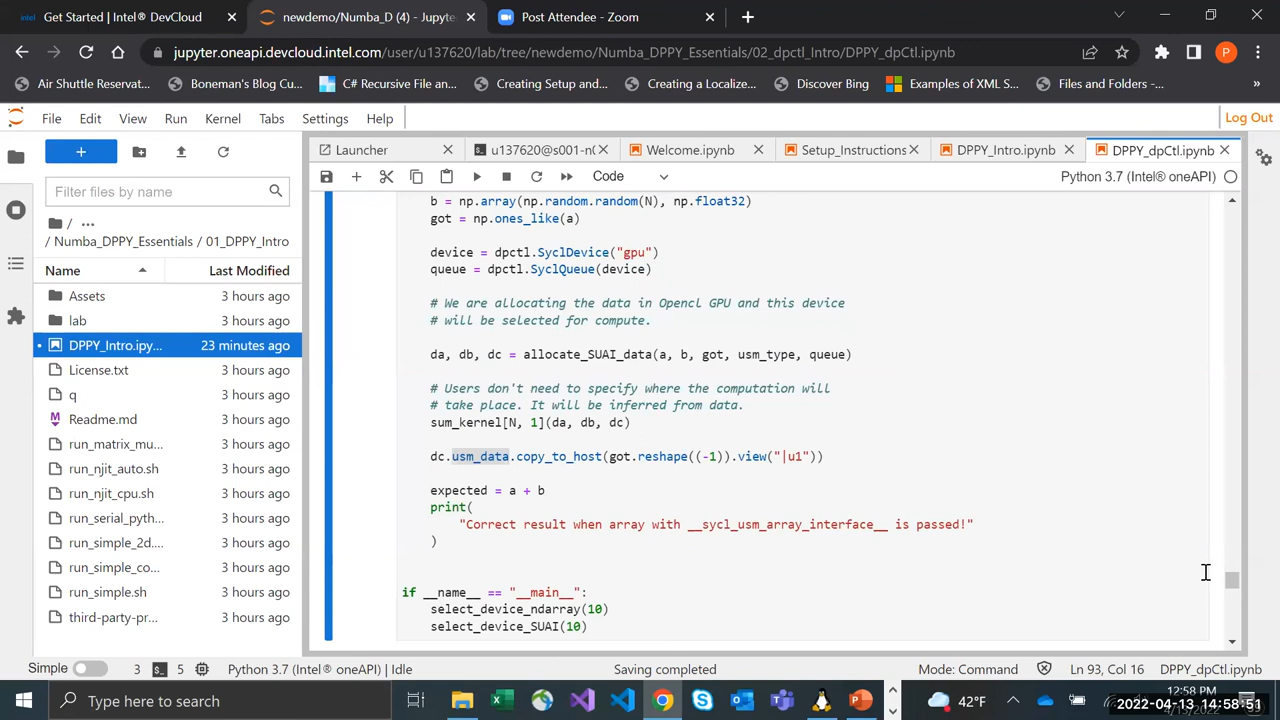 intel Get Started | Intel® DevCloud
newdemo/Numba_D (4) - Jupyter
Post Attendee - Zoom
jupyter.oneapi.devcloud.intel.com/user/u137620/lab/tree/newdemo/Numba_DPPY_Essentials/02_dpctl_Intro/DPPY_dpCtl.ipynb
P
Air Shuttle Reservat...
Boneman's Blog Cu...
C# Recursive File an...
Creating Setup and...
Creating a Localize...
Discover Bing
Examples of XML S...
Files and Folders -...
File Edit View Run Kernel Tabs Settings Help
Log Out
Launcher
u137620@s001-n0
Welcome.ipynb
Setup_Instructions
DPPY_Intro.ipynb
DPPY_dpCtl.ipynb
Code
Python 3.7 (Intel® oneAPI)
Filter files by name
/ ...
/ Numba_DPPY_Essentials / 01_DPPY_Intro
Name Last Modified
Assets 3 hours ago
lab 3 hours ago
DPPY_Intro.ipy... 23 minutes ago
License.txt 3 hours ago
q 3 hours ago
Readme.md 3 hours ago
run_matrix_mu... 3 hours ago
run_njit_auto.sh 3 hours ago
run_njit_cpu.sh 3 hours ago
run_serial_pyth... 3 hours ago
run_simple_2d... 3 hours ago
run_simple_co... 3 hours ago
run_simple.sh 3 hours ago
third-party-pr... 3 hours ago
b = np.array(np.random.random(N), np.float32)
got = np.ones_like(a)
device = dpctl.SyclDevice("gpu")
queue = dpctl.SyclQueue(device)
# We are allocating the data in Opencl GPU and this device
# will be selected for compute.
da, db, dc = allocate_SUAI_data(a, b, got, usm_type, queue)
# Users don't need to specify where the computation will
# take place. It will be inferred from data.
sum_kernel[N, 1](da, db, dc)
dc.usm_data.copy_to_host(got.reshape((-1)).view("|u1"))
expected = a + b
print(
"Correct result when array with __sycl_usm_array_interface__ is passed!"
)
if __name__ == "__main__":
select_device_ndarray(10)
select_device_SUAI(10)
Simple 3 5 Python 3.7 (Intel® oneAPI) | Idle Saving completed Mode: Command Ln 93, Col 16 DPPY_dpCtl.ipynb
Type here to search
42°F
12:58 PM
2022-04-13 14:58:51